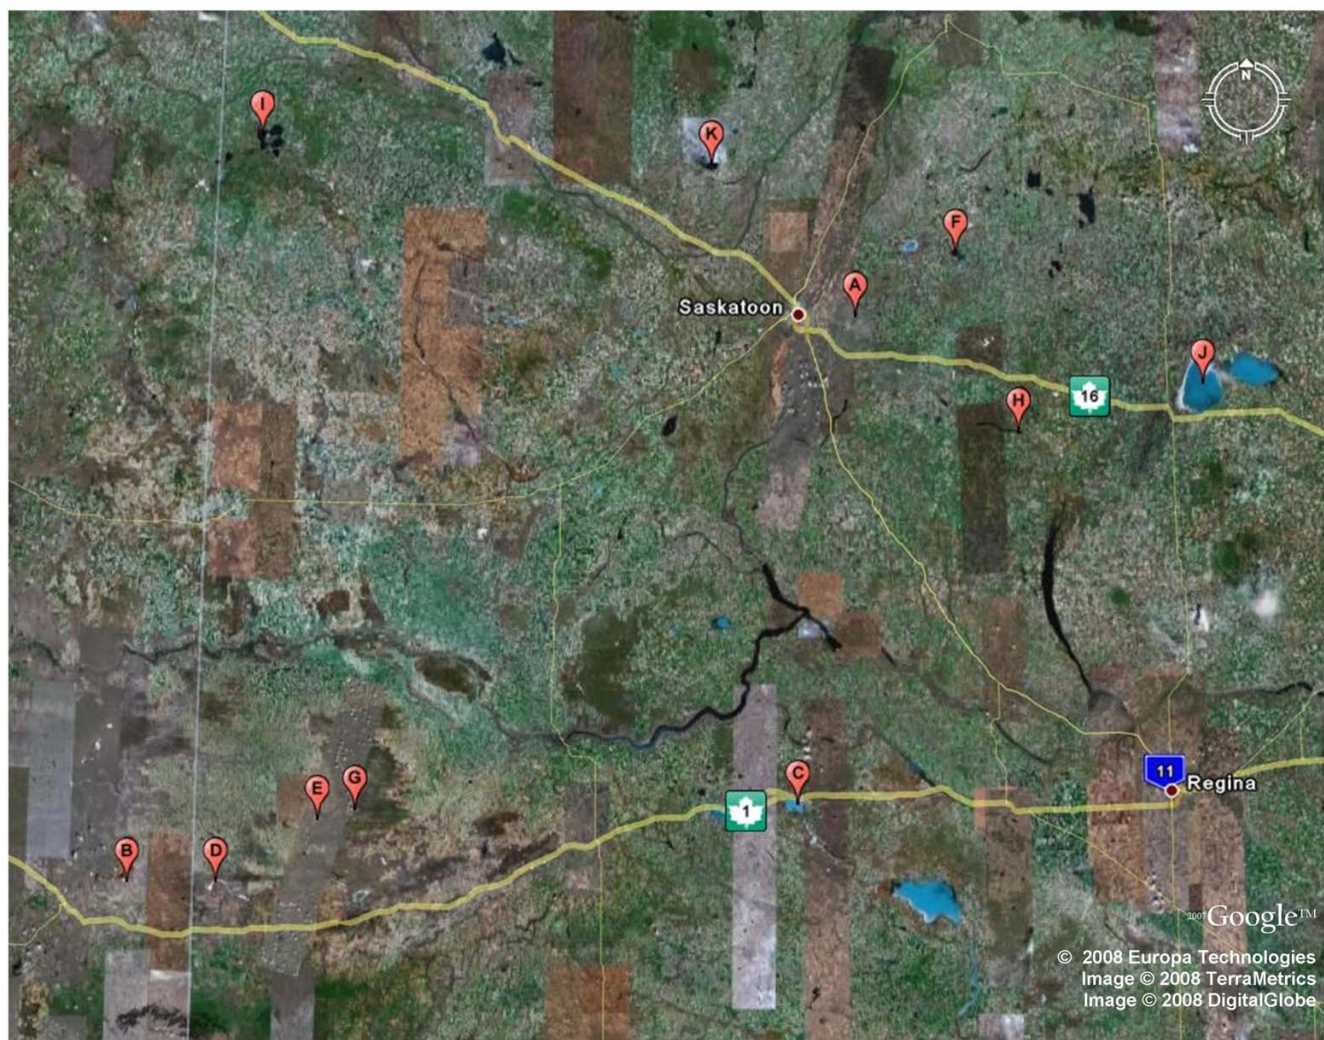 N
I
K
F
A
Saskatoon
J
16
H
E
G
C
11
Regina
1
B
D
2007 Google™
© 2008 Europa Technologies
Image © 2008 TerraMetrics
Image © 2008 DigitalGlobe